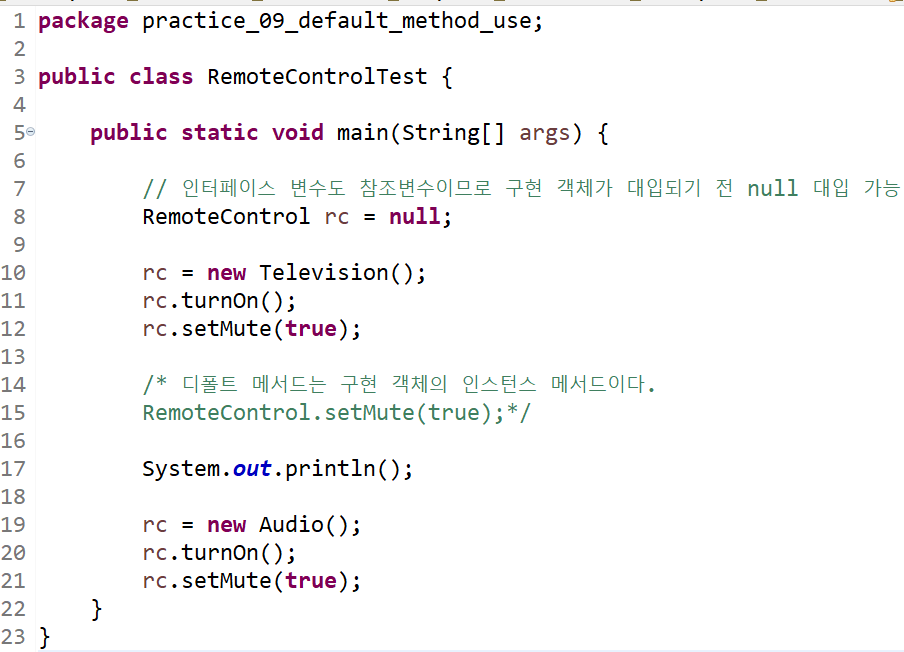 1 package practice_09_default_method_use;
2
3 public class RemoteControlTest {
4
5 public static void main(String[] args) {
6
7 // 인터페이스 변수도 참조변수이므로 구현 객체가 대입되기 전 null 대입 가능
8 RemoteControl rc = null;
9
10 rc = new Television();
11 rc.turnOn();
12 rc.setMute(true);
13
14 /* 디폴트 메서드는 구현 객체의 인스턴스 메서드이다.
15 RemoteControl.setMute(true);*/
16
17 System.out.println();
18
19 rc = new Audio();
20 rc.turnOn();
21 rc.setMute(true);
22 }
23 }